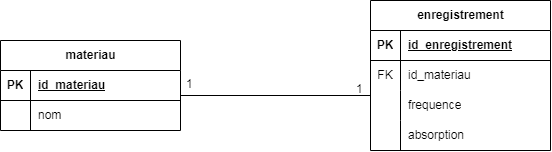 materiau
PK id_materiau
nom
1
1
enregistrement
PK id_enregistrement
FK id_materiau
frequence
absorption